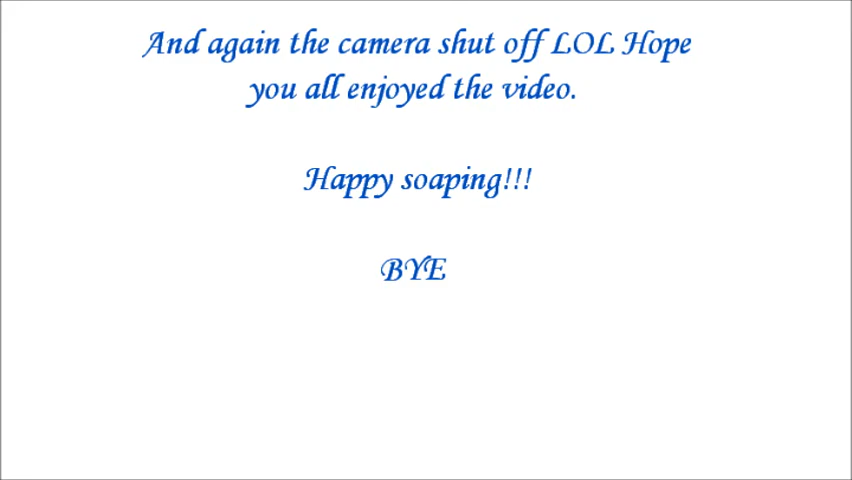 And again the camera shut off LOL Hope
you all enjoyed the video.
Happy soaping!!!
BYE